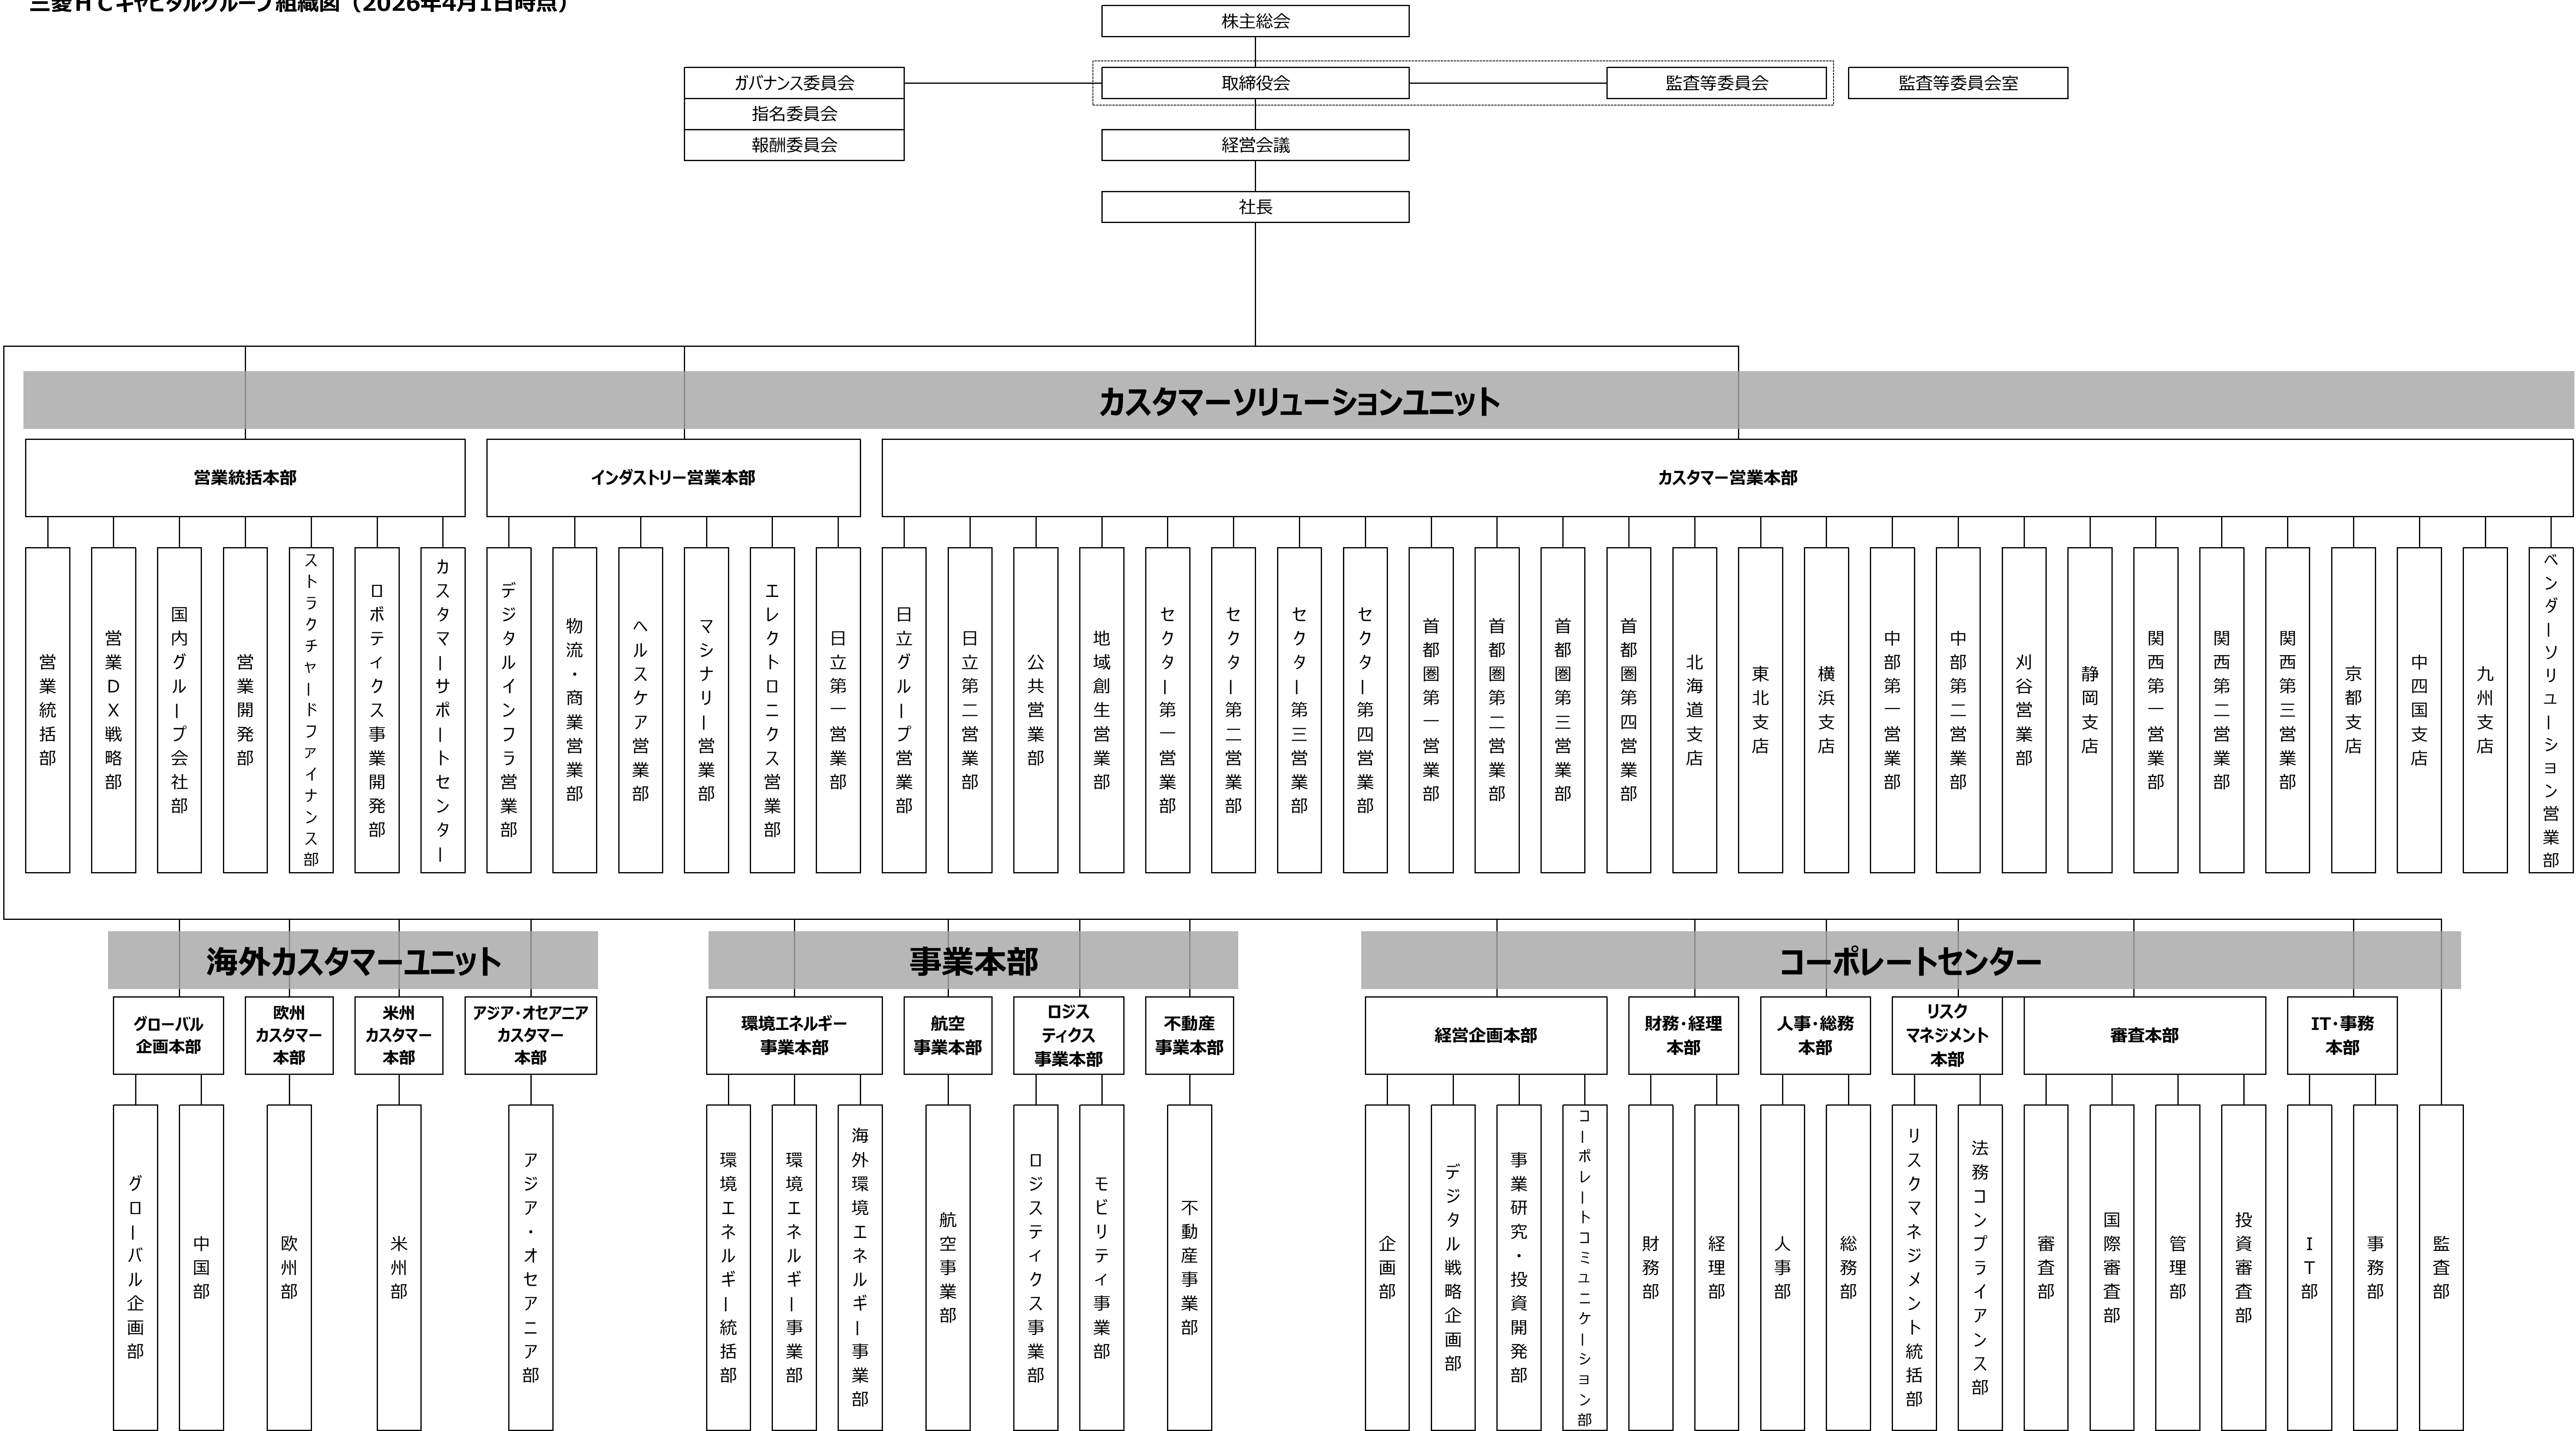 三菱ＨＣキャピタルグループ組織図（2026年4月1日時点）
株主総会
ガバナンス委員会
取締役会
監査等委員会
監査等委員会室
指名委員会
報酬委員会
経営会議
社長
カスタマーソリューションユニット
営業統括本部
インダストリー営業本部
カスタマー営業本部
営業統括部
営業DX戦略部
国内グループ会社部
営業開発部
ストラクチャードファイナンス部
ロボティクス事業開発部
カスタマーサポートセンター
デジタルインフラ営業部
物流・商業営業部
ヘルスケア営業部
マシナリー営業部
エレクトロニクス営業部
日立第一営業部
日立グループ営業部
日立第二営業部
公共営業部
地域創生営業部
セクター第一営業部
セクター第二営業部
セクター第三営業部
セクター第四営業部
首都圏第一営業部
首都圏第二営業部
首都圏第三営業部
首都圏第四営業部
北海道支店
東北支店
横浜支店
中部第一営業部
中部第二営業部
刈谷営業部
静岡支店
関西第一営業部
関西第二営業部
関西第三営業部
京都支店
中四国支店
九州支店
ベンダーソリューション営業部
海外カスタマーユニット
事業本部
コーポレートセンター
グローバル
企画本部
欧州
カスタマー
本部
米州
カスタマー
本部
アジア・オセアニア
カスタマー
本部
環境エネルギー
事業本部
航空
事業本部
ロジス
ティクス
事業本部
不動産
事業本部
経営企画本部
財務・経理
本部
人事・総務
本部
リスク
マネジメント
本部
審査本部
IT・事務
本部
グローバル企画部
中国部
欧州部
米州部
アジア・オセアニア部
環境エネルギー統括部
環境エネルギー事業部
海外環境エネルギー事業部
航空事業部
ロジスティクス事業部
モビリティ事業部
不動産事業部
企画部
デジタル戦略企画部
事業研究・投資開発部
コーポレートコミュニケーション部
財務部
経理部
人事部
総務部
リスクマネジメント統括部
法務コンプライアンス部
審査部
国際審査部
管理部
投資審査部
IT部
事務部
監査部